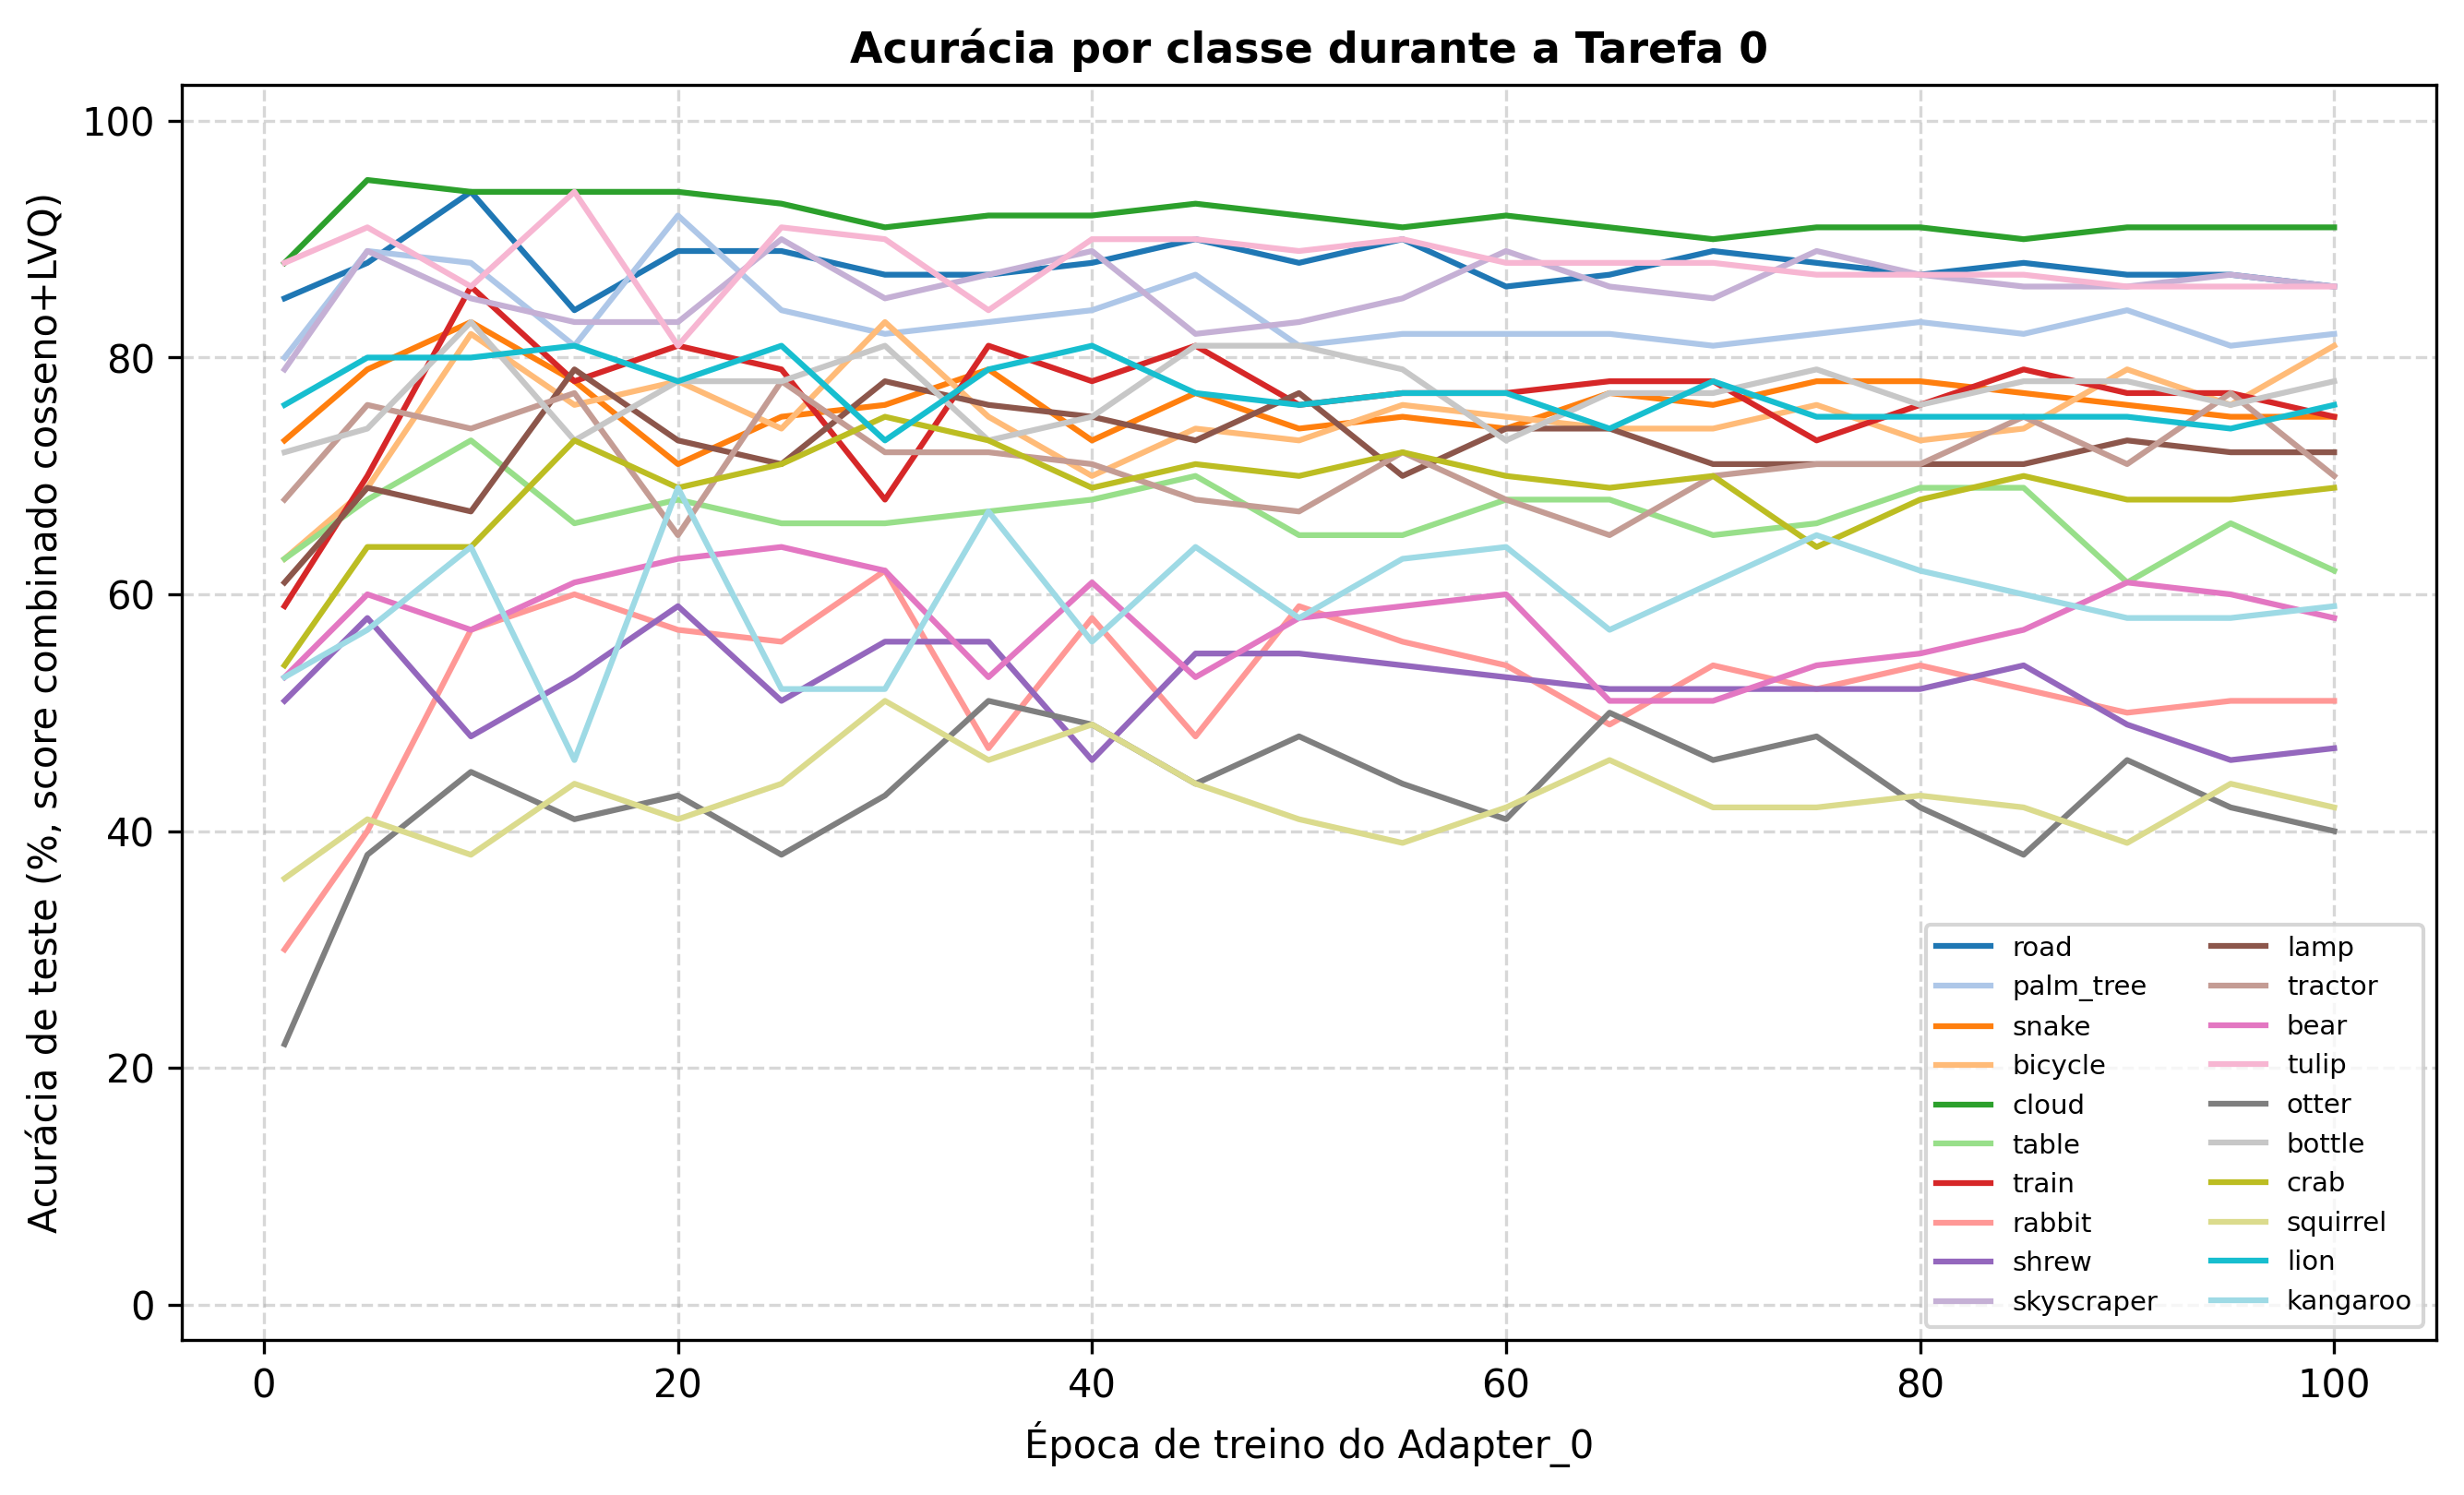 Acurácia por classe durante a Tarefa 0
Acurácia de teste (%, score combinado cosseno+LVQ)
100
80
60
40
20
0
0 20 40 60 80 100
Época de treino do Adapter_0
road
palm_tree
snake
bicycle
cloud
table
train
rabbit
shrew
skyscraper
lamp
tractor
bear
tulip
otter
bottle
crab
squirrel
lion
kangaroo